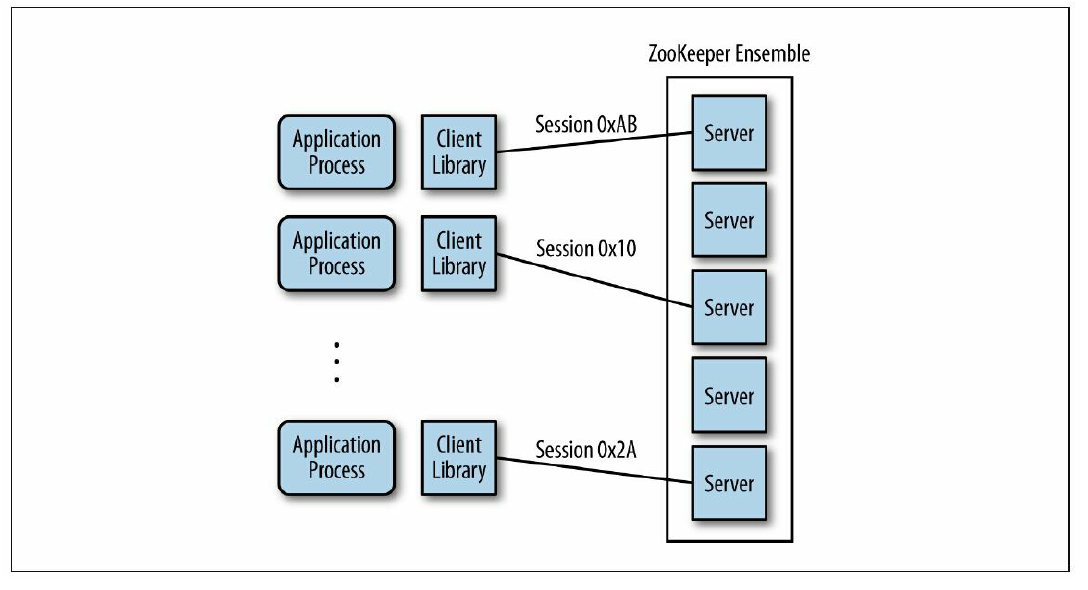 ZooKeeper Ensemble
Application
Process
Client
Library
Session 0xAB
Server
Server
Application
Process
Client
Library
Session 0x10
Server
Server
Application
Process
Client
Library
Session 0x2A
Server